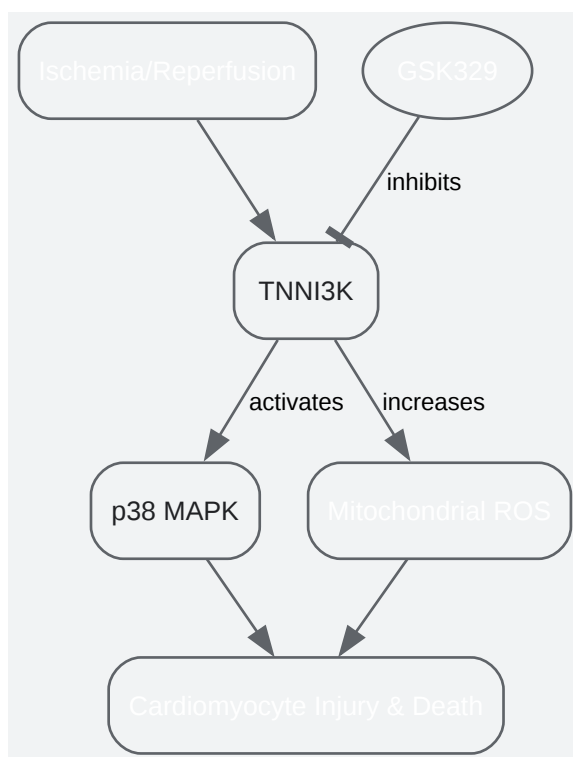 Ischemia/Reperfusion
GSK329
inhibits
TNNI3K
activates
increases
p38 MAPK
Mitochondrial ROS
Cardiomyocyte Injury & Death